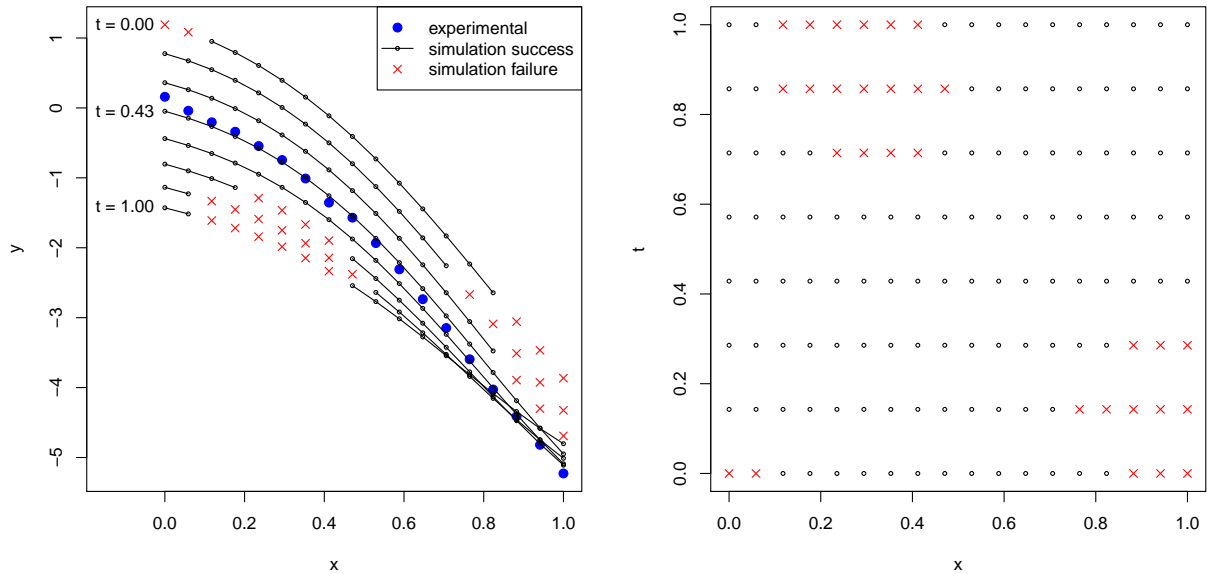 t = 0.00
t = 0.43
t = 1.00
experimental
simulation success
simulation failure
y
1
0
−1
−2
−3
−4
−5
0.0 0.2 0.4 0.6 0.8 1.0
x
t
1.0
0.8
0.6
0.4
0.2
0.0
0.0 0.2 0.4 0.6 0.8 1.0
x